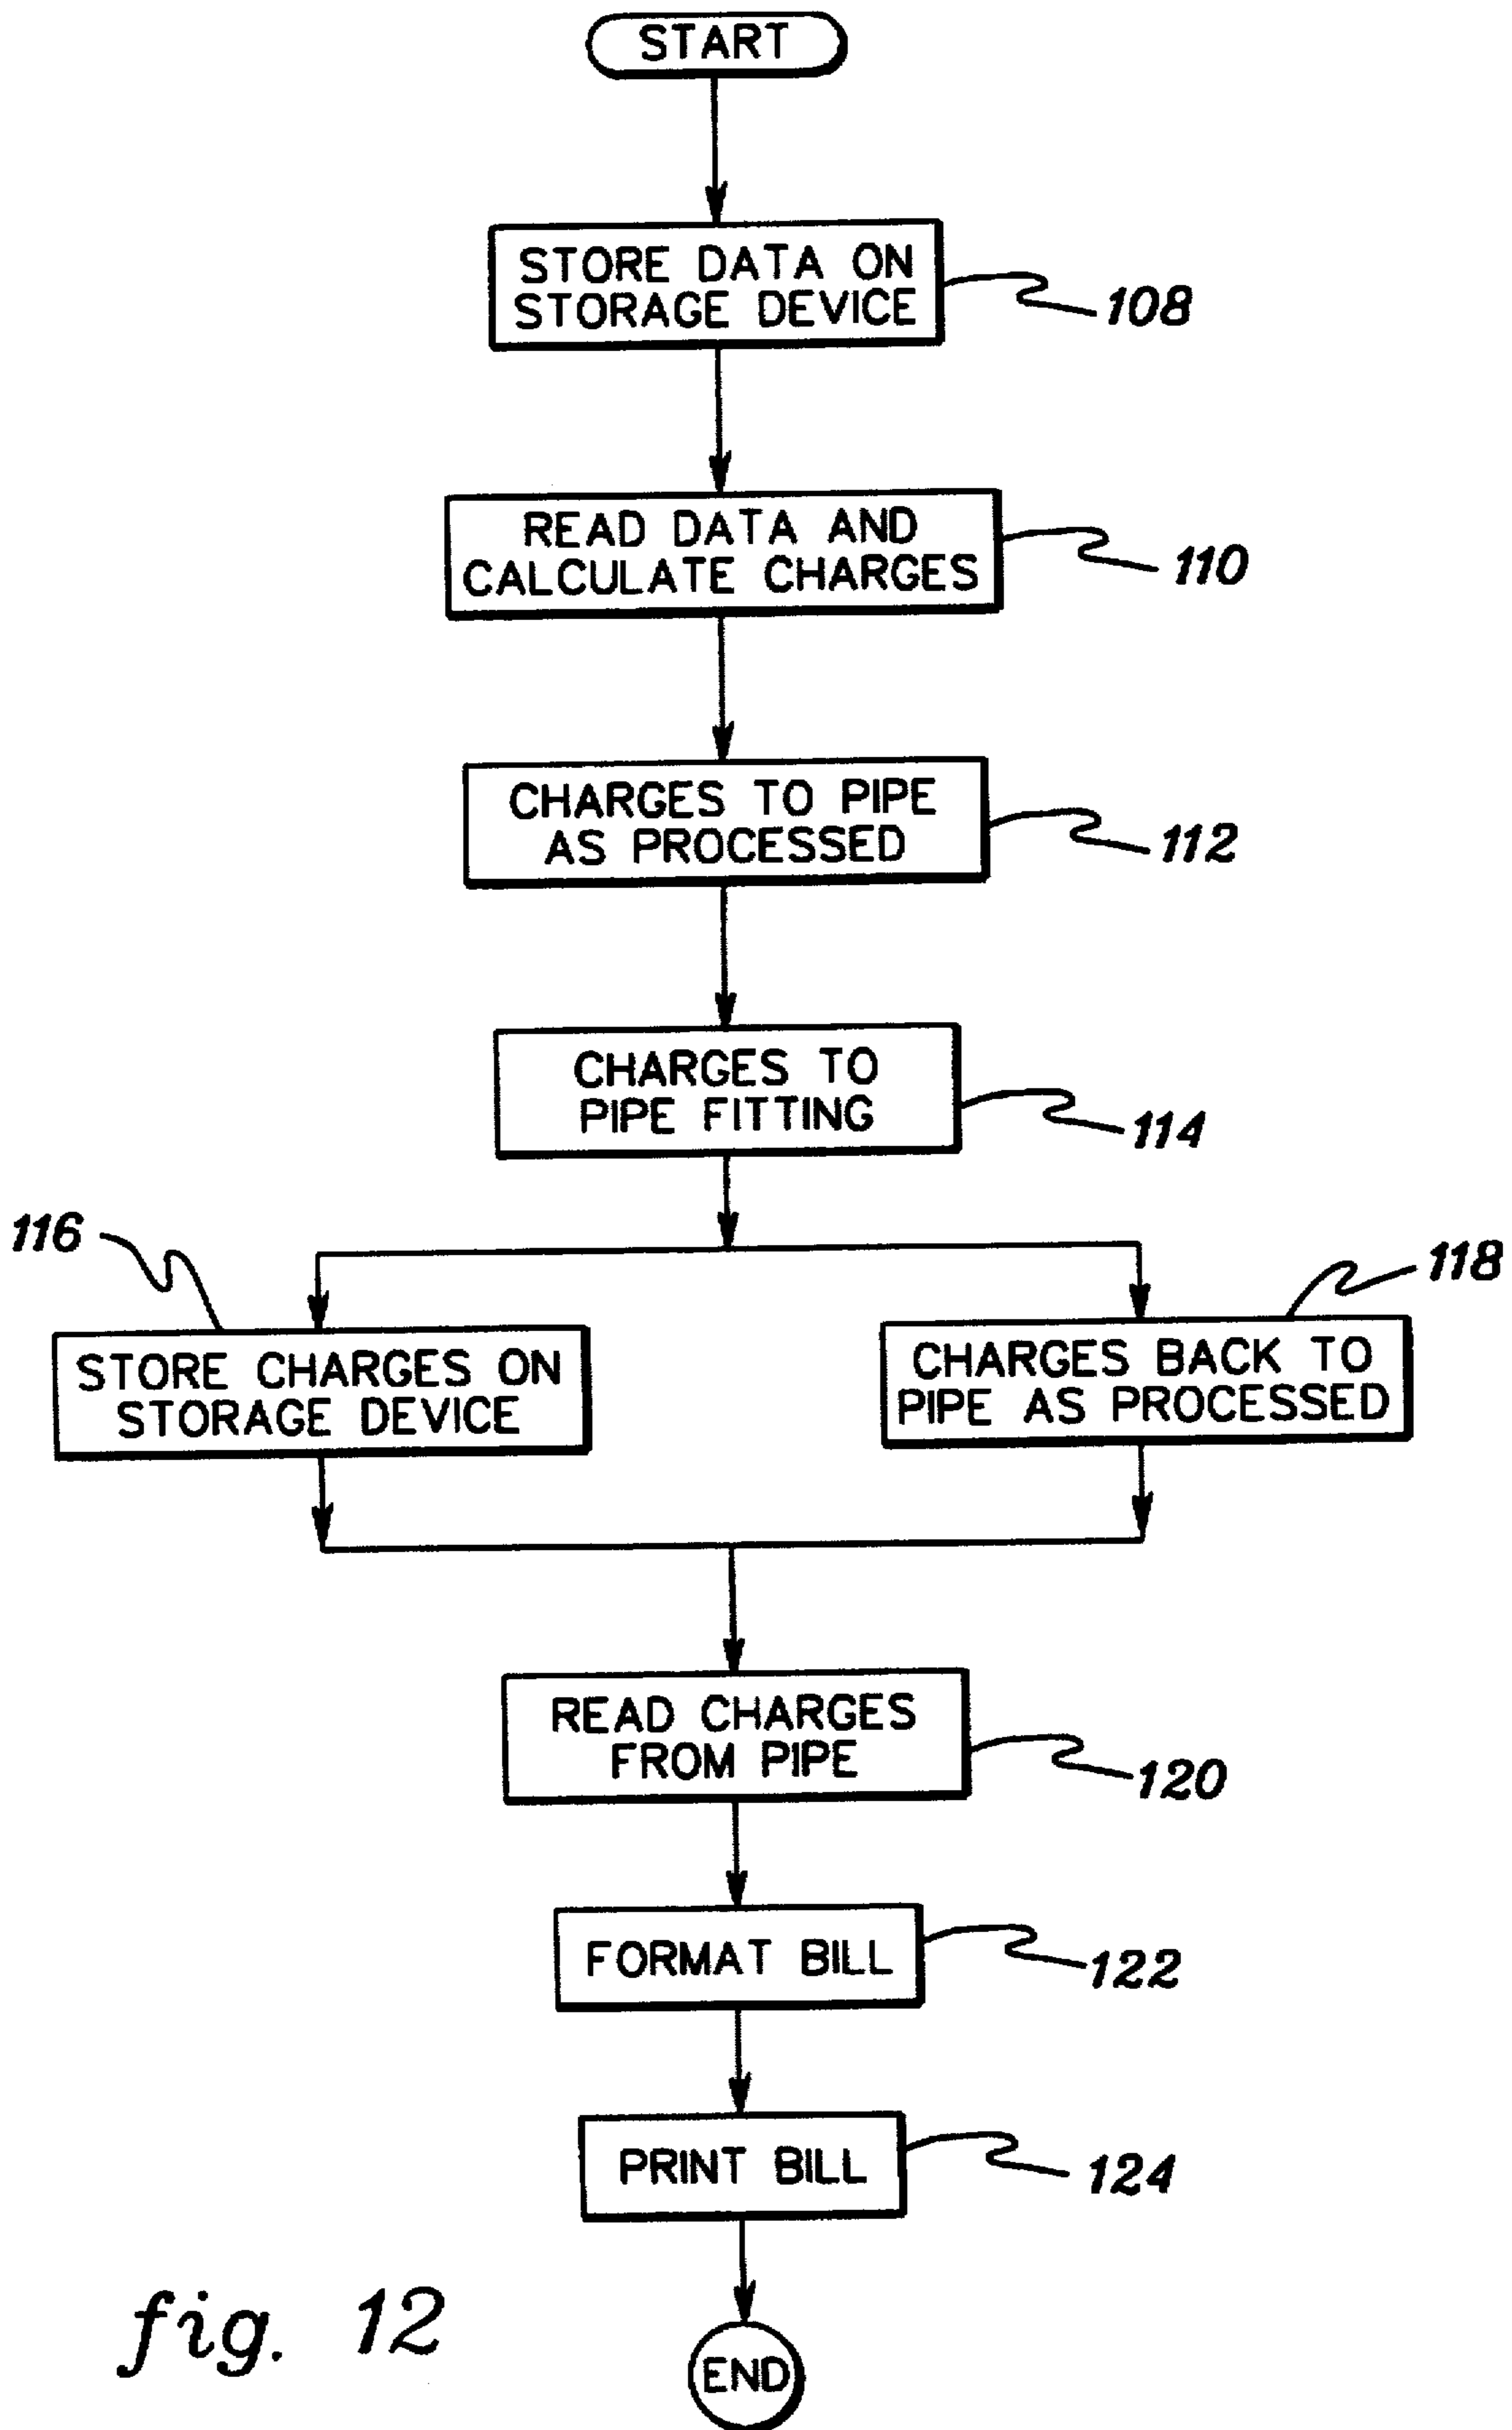 START
STORE DATA ON
STORAGE DEVICE
108
READ DATA AND
CALCULATE CHARGES
110
CHARGES TO PIPE
AS PROCESSED
112
CHARGES TO
PIPE FITTING
114
116
118
STORE CHARGES ON
STORAGE DEVICE
CHARGES BACK TO
PIPE AS PROCESSED
READ CHARGES
FROM PIPE
120
FORMAT BILL
122
PRINT BILL
124
fig. 12
END